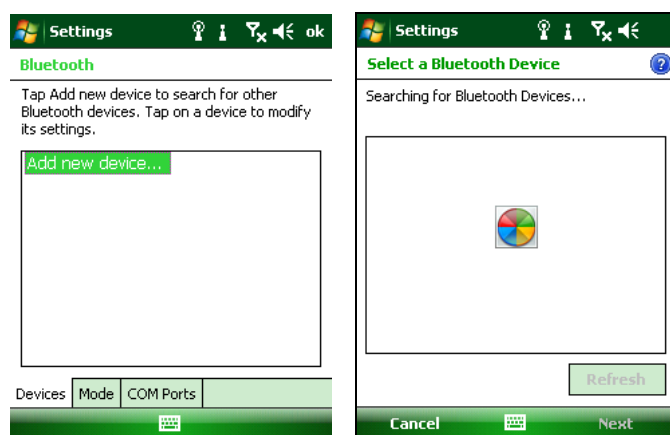 Settings ok
Bluetooth
Tap Add new device to search for other
Bluetooth devices. Tap on a device to modify
its settings.
Add new device...
Devices Mode COM Ports
Settings
Select a Bluetooth Device ?
Searching for Bluetooth Devices...
Refresh
Cancel Next